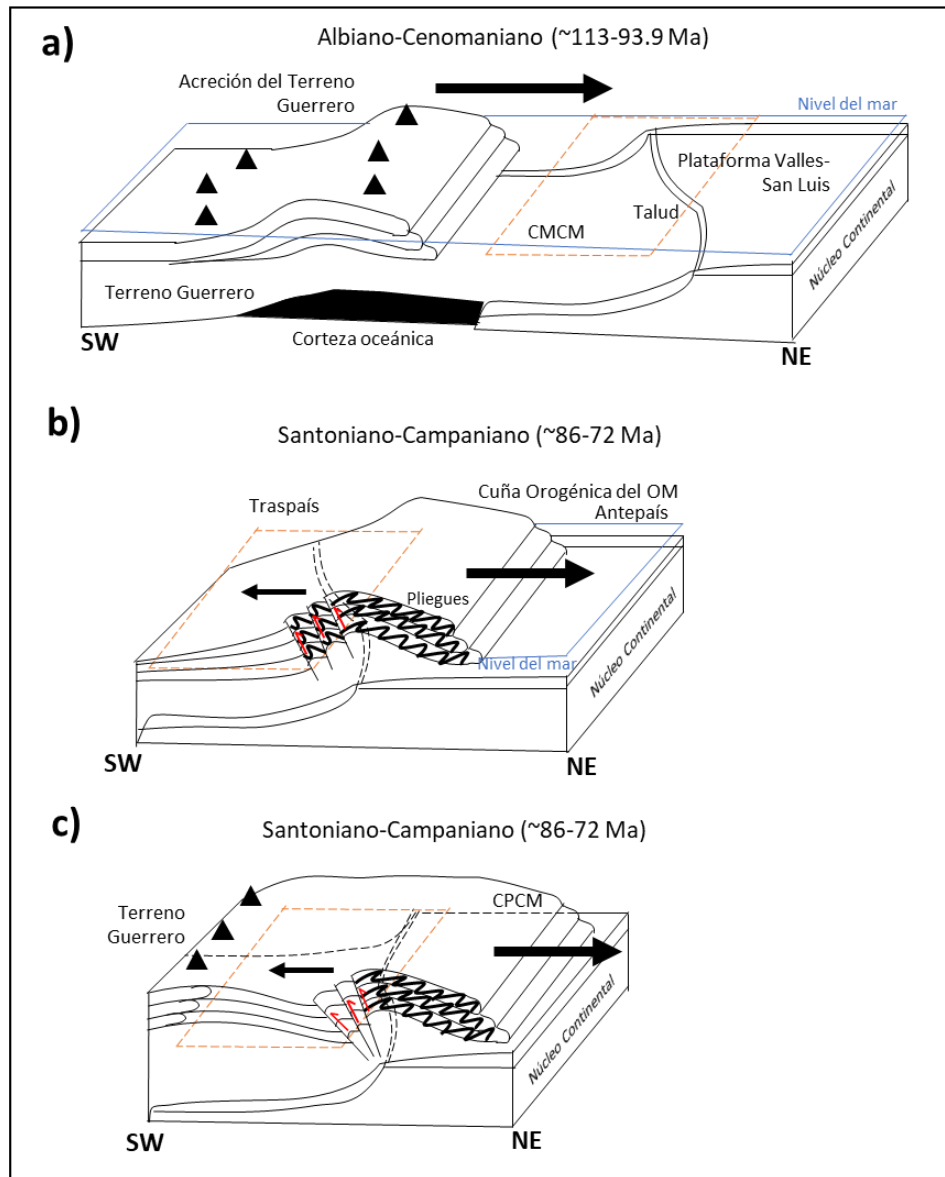 a)
Albiano-Cenomaniano (~113-93.9 Ma)
Acreción del Terreno
Guerrero
Nivel del mar
Plataforma Valles-
San Luis
Talud
CMCM
Núcleo Continental
Terreno Guerrero
Corteza oceánica
SW
NE
b)
Santoniano-Campaniano (~86-72 Ma)
Traspaís
Cuña Orogénica del OM
Antepaís
Pliegues
Nivel del mar
Núcleo Continental
SW
NE
c)
Santoniano-Campaniano (~86-72 Ma)
Terreno
Guerrero
CPCM
Núcleo Continental
SW
NE